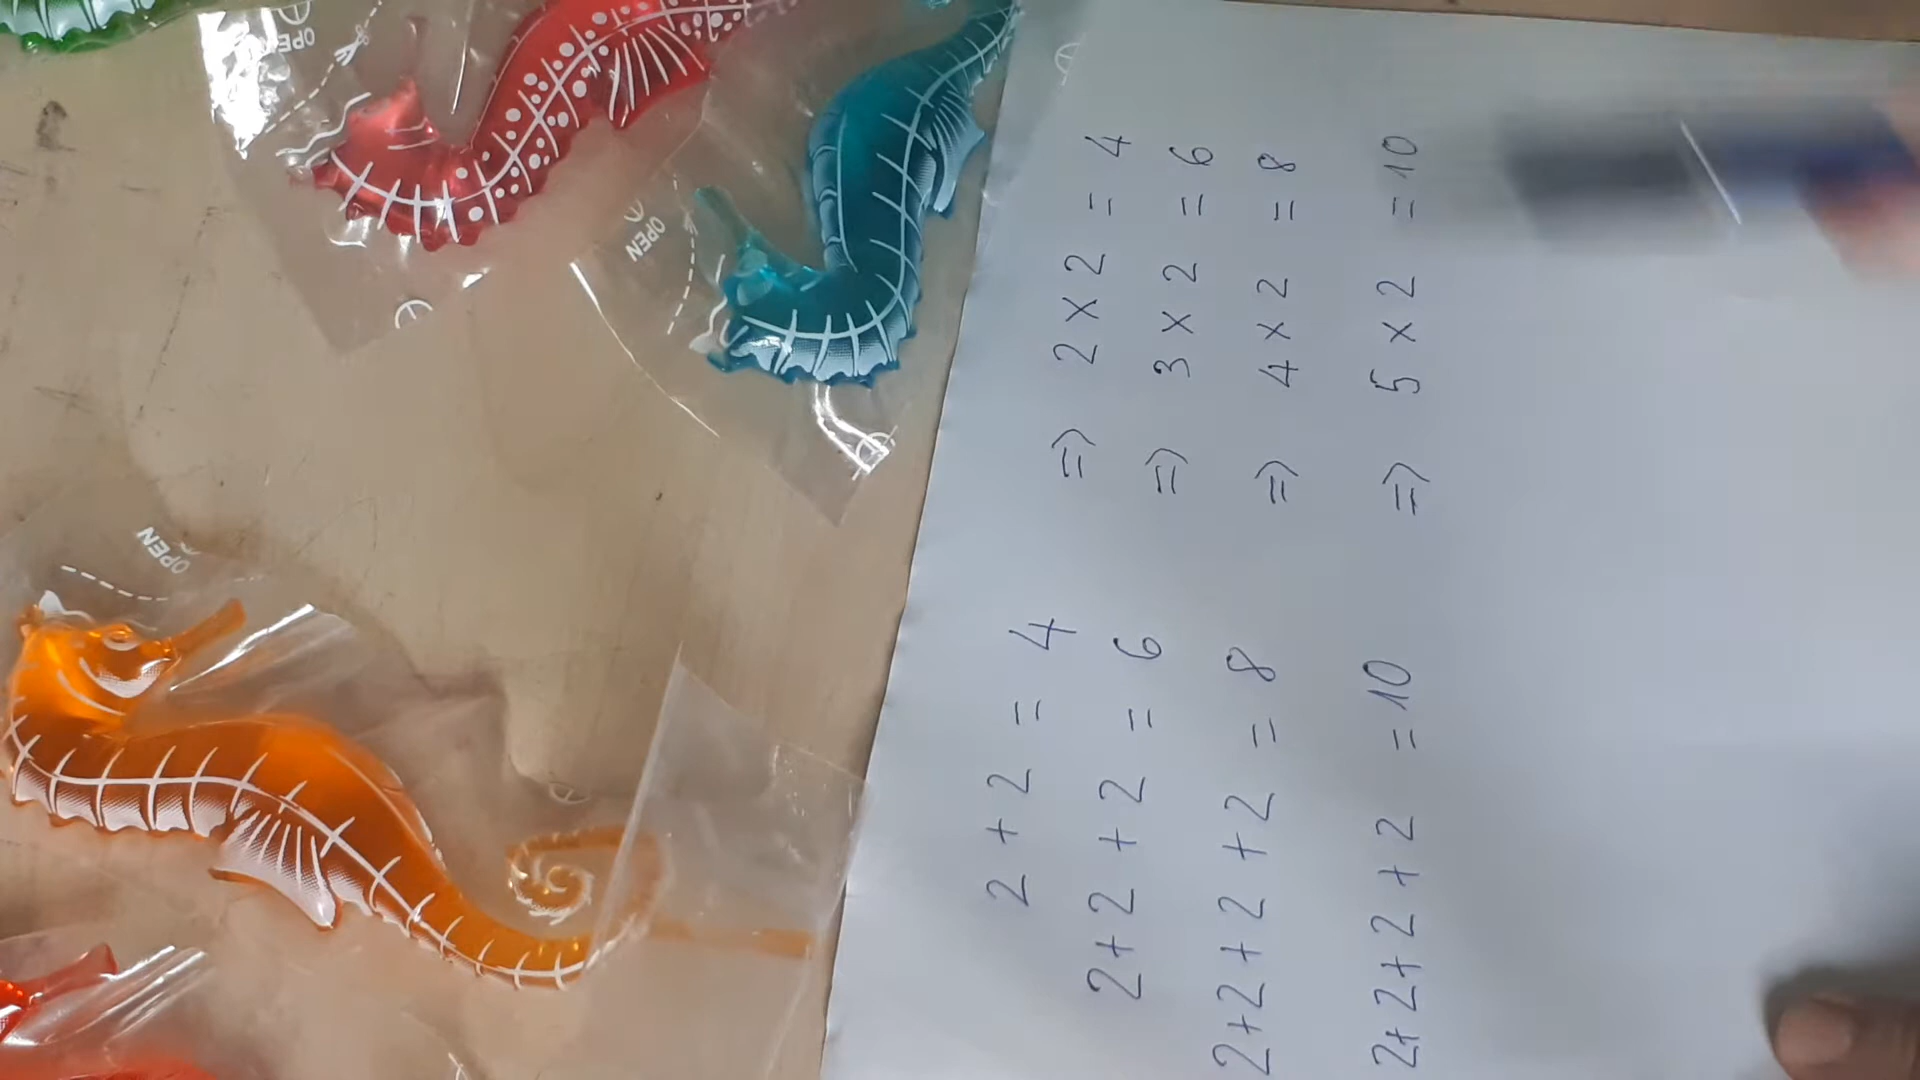 2 + 2 = 4 => 2 x 2 = 4
2 + 2 + 2 = 6 => 3 x 2 = 6
2 + 2 + 2 + 2 = 8 => 4 x 2 = 8
2 + 2 + 2 + 2 = 10 => 5 x 2 = 10
OPEN
OPEN
OPEN